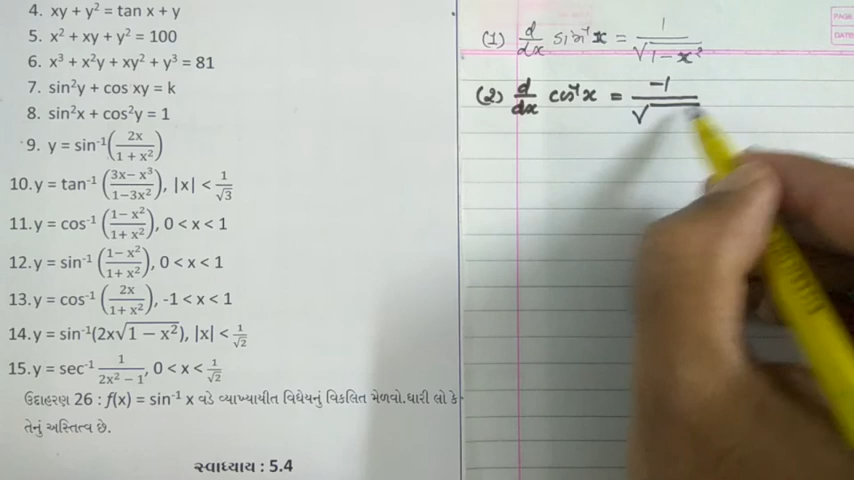 4. xy + y² = tan x + y
5. x² + xy + y² = 100
6. x³ + x²y + xy² + y³ = 81
7. sin²y + cos xy = k
8. sin²x + cos²y = 1
9. y = sin⁻¹(2x/(1 + x²))
10. y = tan⁻¹ ((3x – x³)/(1–3x²)), |x| < 1/√3
11. y = cos⁻¹ ((1– x²)/(1+ x²)), 0 < x < 1
12. y = sin⁻¹ ((1– x²)/(1+ x²)), 0 < x < 1
13. y = cos⁻¹ (2x/(1+ x²)), -1 < x < 1
14. y = sin⁻¹(2x√(1 – x²)), |x| < 1/√2
15. y = sec⁻¹ 1/(2x² – 1), 0 < x < 1/√2
ઉદાહરણ 26 : f(x) = sin⁻¹ x વડે વ્યાખ્યાયીત વિધેયનું વિકલિત મેળવો.ધારી લો કે
તેનું અસ્તિત્વ છે.
સ્વાધ્યાય : 5.4
PAGE
DATE
(1) d/dx sin⁻¹x = 1/√(1–x²)
(2) d/dx cos⁻¹x = –1/√